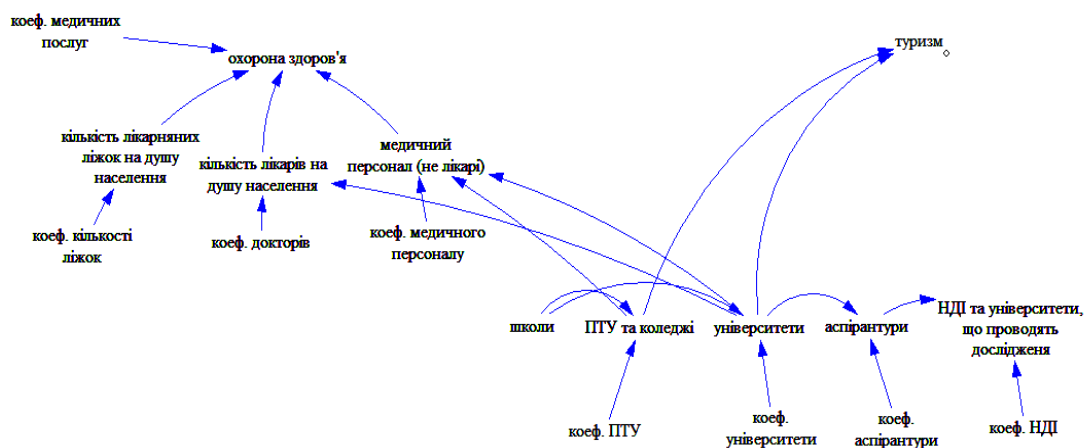 коеф. медичних
послуг
охорона здоров'я
туризм
кількість лікарняних
ліжок на душу
населення
кількість лікарів на
душу населення
медичний
персонал (не лікарі)
коеф. кількості
ліжок
коеф. докторів
коеф. медичного
персоналу
школи
ПТУ та коледжі
університети
аспірантури
НДІ та університети,
що проводять
дослідженя
коеф. ПТУ
коеф.
університети
коеф.
аспірантури
коеф. НДІ